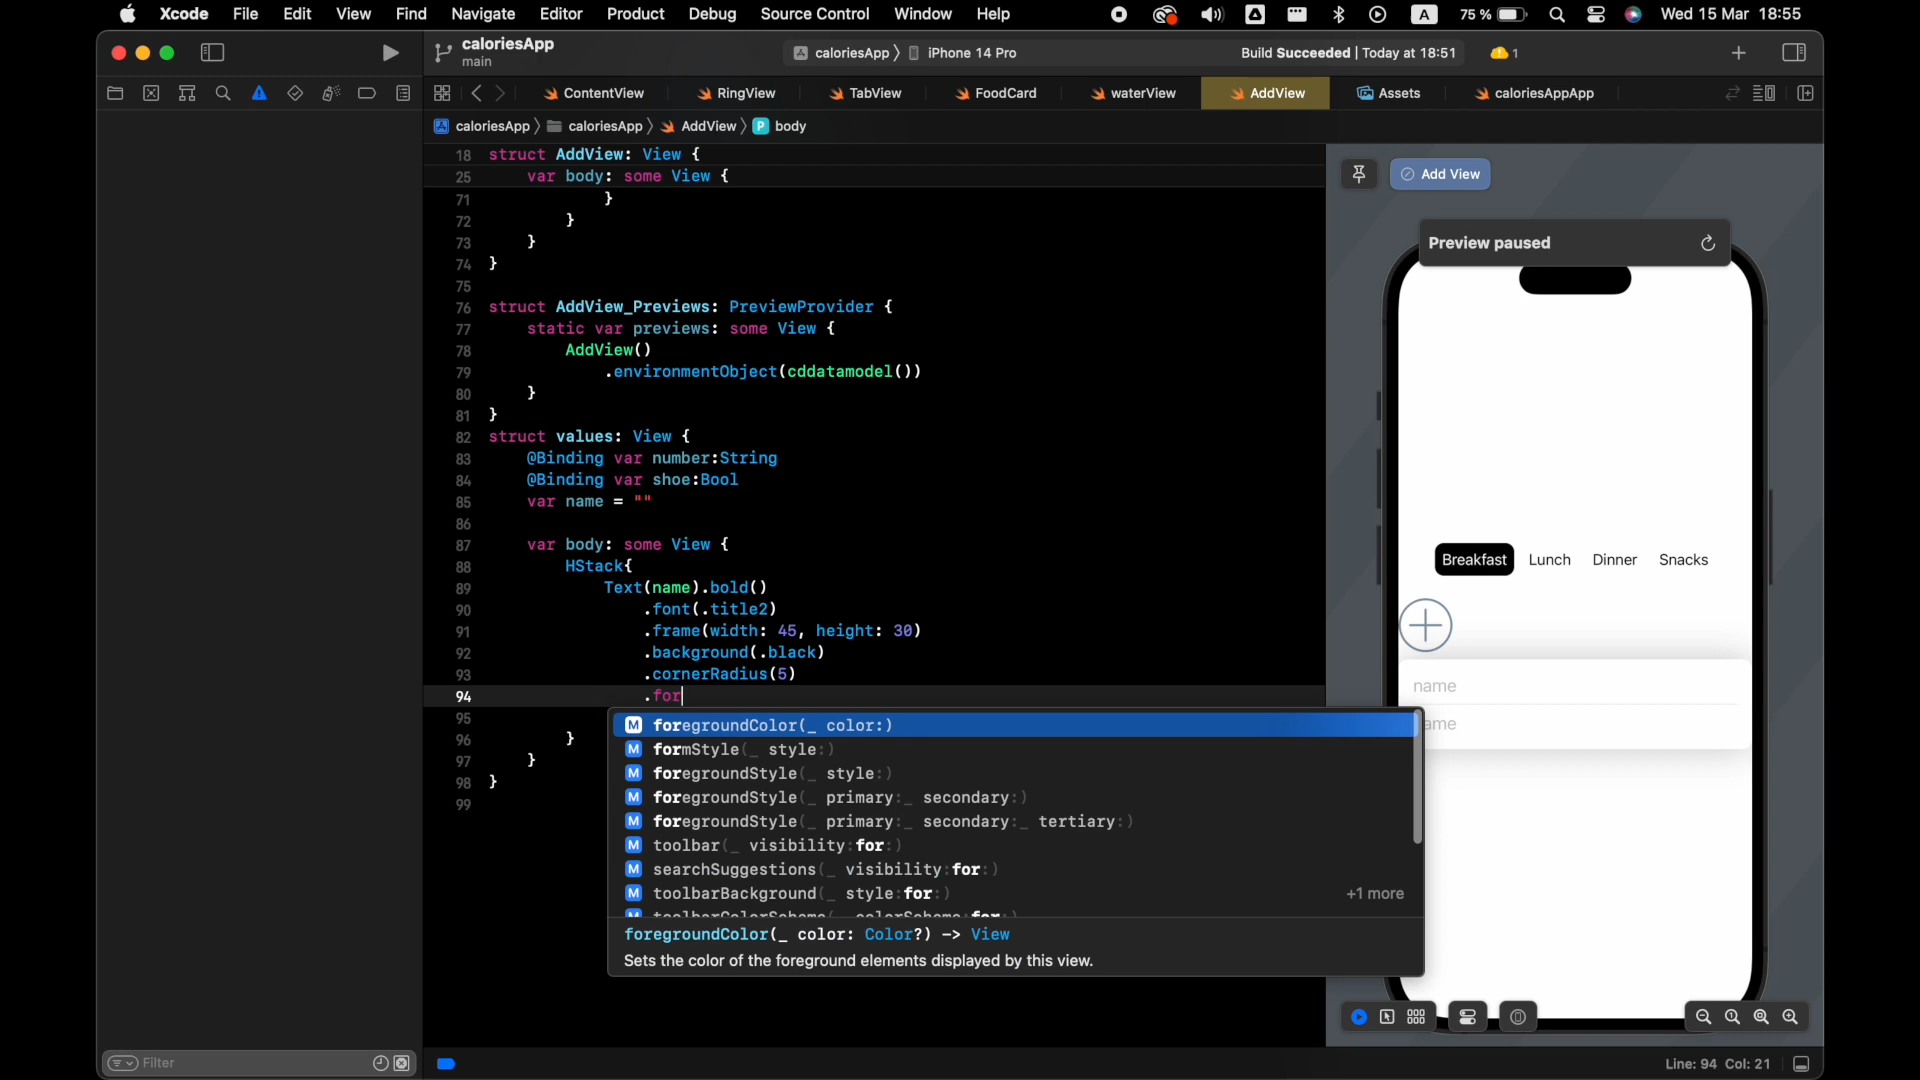 Xcode File Edit View Find Navigate Editor Product Debug Source Control Window Help A 75 % Wed 15 Mar 18:55
caloriesApp
main
caloriesApp iPhone 14 Pro Build Succeeded | Today at 18:51 1
ContentView RingView TabView FoodCard waterView AddView Assets caloriesAppApp
caloriesApp caloriesApp AddView P body
18 struct AddView: View {
25 var body: some View {
71 }
72 }
73 }
74 }
75
76 struct AddView_Previews: PreviewProvider {
77 static var previews: some View {
78 AddView()
79 .environmentObject(cddatamodel())
80 }
81 }
82 struct values: View {
83 @Binding var number:String
84 @Binding var shoe:Bool
85 var name = ""
86
87 var body: some View {
88 HStack{
89 Text(name).bold()
90 .font(.title2)
91 .frame(width: 45, height: 30)
92 .background(.black)
93 .cornerRadius(5)
94 .for
95
96 }
97 }
98 }
99
M foregroundColor(_ color:)
M formStyle(_ style:)
M foregroundStyle(_ style:)
M foregroundStyle(_ primary:_ secondary:)
M foregroundStyle(_ primary:_ secondary:_ tertiary:)
M toolbar(_ visibility:for:)
M searchSuggestions(_ visibility:for:)
M toolbarBackground(_ style:for:)
+1 more
foregroundColor(_ color: Color?) -> View
Sets the color of the foreground elements displayed by this view.
Add View
Preview paused
Breakfast Lunch Dinner Snacks
name
ame
Filter
Line: 94 Col: 21